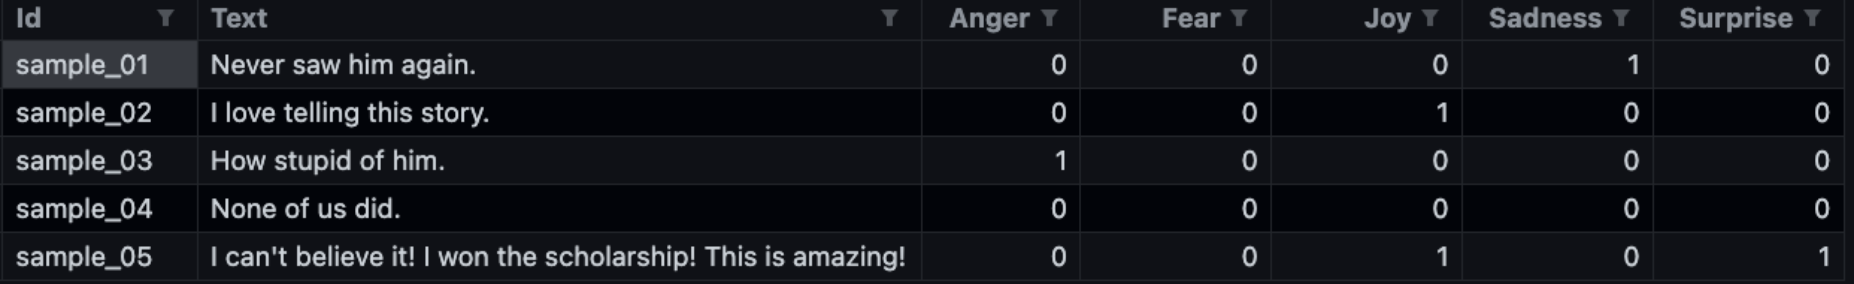 Id Text Anger Fear Joy Sadness Surprise
sample_01 Never saw him again. 0 0 0 1 0
sample_02 I love telling this story. 0 0 1 0 0
sample_03 How stupid of him. 1 0 0 0 0
sample_04 None of us did. 0 0 0 0 0
sample_05 I can't believe it! I won the scholarship! This is amazing! 0 0 1 0 1